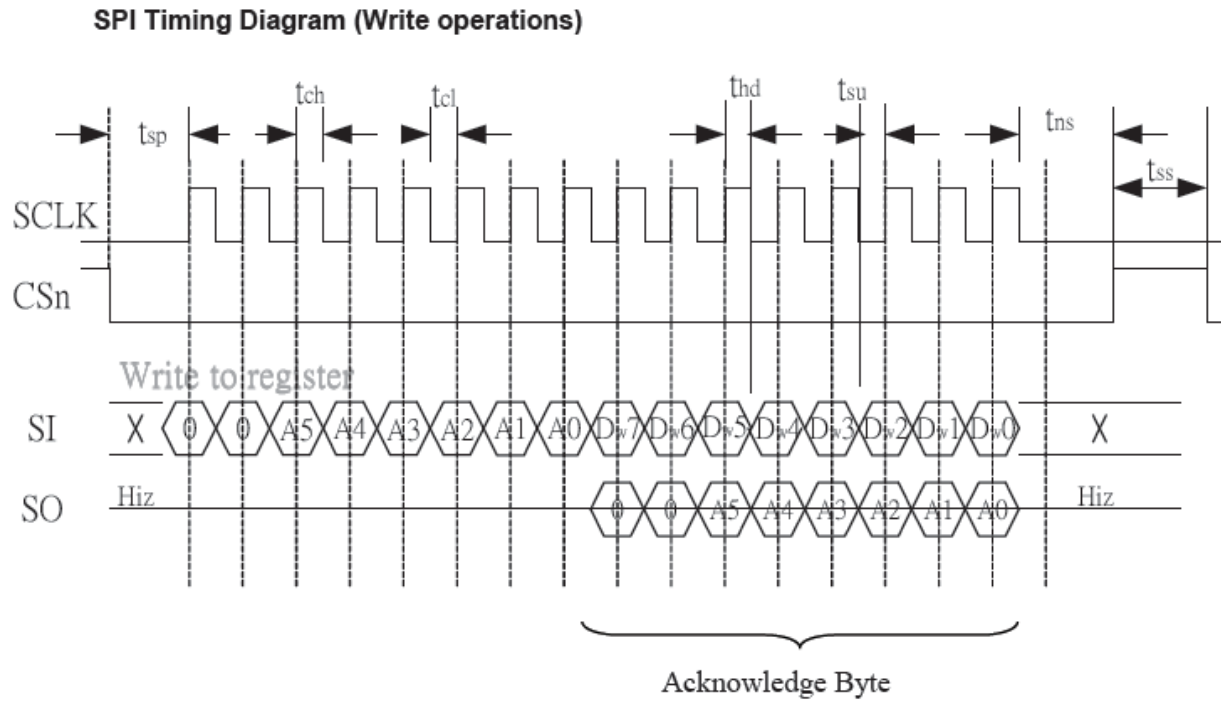 SPI Timing Diagram (Write operations)
tch tcl thd tsu
tsp tns
tss
SCLK
CSn
Write to register
SI X 0 0 A5 A4 A3 A2 A1 A0 Dw7 Dw6 Dw5 Dw4 Dw3 Dw2 Dw1 Dw0 X
SO Hiz 0 0 A5 A4 A3 A2 A1 A0 Hiz
Acknowledge Byte